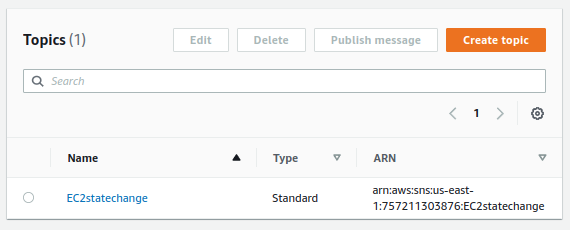 Topics (1)
Edit
Delete
Publish message
Create topic
Search
1
Name
Type
ARN
EC2statechange
Standard
arn:aws:sns:us-east-
1:757211303876:EC2statechange